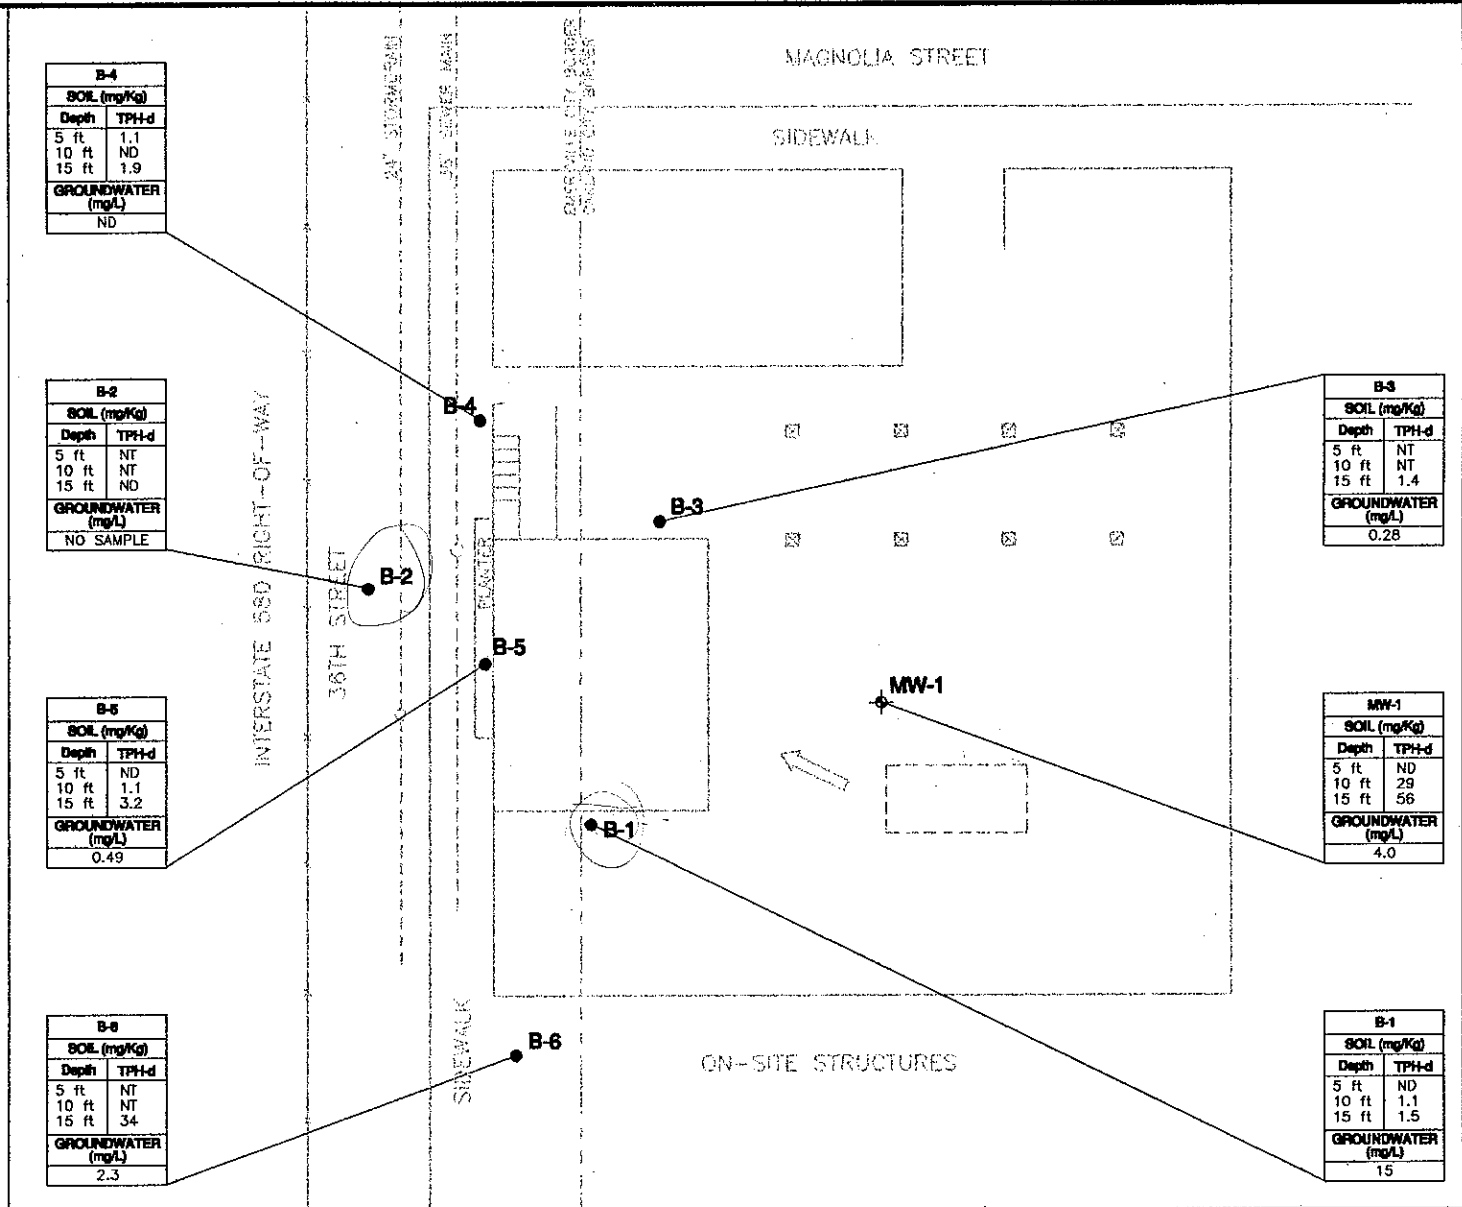 MAGNOLIA STREET
SIDEWALK
24" STORMDRAIN
SEWER MAIN
EMERYVILLE CITY BORDER
OAKLAND CITY BORDER
B-4
SOIL (mg/Kg)
Depth TPH-d
5 ft 1.1
10 ft ND
15 ft 1.9
GROUNDWATER
(mg/L)
ND
B-2
SOIL (mg/Kg)
Depth TPH-d
5 ft NT
10 ft NT
15 ft ND
GROUNDWATER
(mg/L)
NO SAMPLE
B-5
SOIL (mg/Kg)
Depth TPH-d
5 ft ND
10 ft 1.1
15 ft 3.2
GROUNDWATER
(mg/L)
0.49
B-6
SOIL (mg/Kg)
Depth TPH-d
5 ft NT
10 ft NT
15 ft 34
GROUNDWATER
(mg/L)
2.3
INTERSTATE 580 RIGHT-OF-WAY
36TH STREET
B-4
B-3
B-2
PLANTER
B-5
MW-1
B-1
B-6
SIDEWALK
ON-SITE STRUCTURES
B-3
SOIL (mg/Kg)
Depth TPH-d
5 ft NT
10 ft NT
15 ft 1.4
GROUNDWATER
(mg/L)
0.28
MW-1
SOIL (mg/Kg)
Depth TPH-d
5 ft ND
10 ft 29
15 ft 56
GROUNDWATER
(mg/L)
4.0
B-1
SOIL (mg/Kg)
Depth TPH-d
5 ft ND
10 ft 1.1
15 ft 1.5
GROUNDWATER
(mg/L)
15